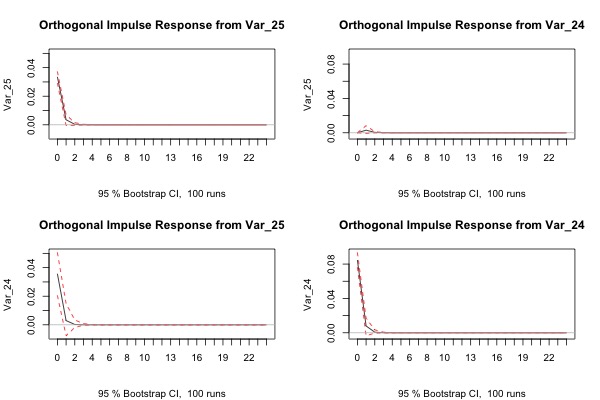 Orthogonal Impulse Response from Var_25
Var_25
0.00 0.02 0.04
0 2 4 6 8 10 13 16 19 22
95 % Bootstrap CI, 100 runs
Orthogonal Impulse Response from Var_24
Var_25
0.00 0.04 0.08
0 2 4 6 8 10 13 16 19 22
95 % Bootstrap CI, 100 runs
Orthogonal Impulse Response from Var_25
Var_24
0.00 0.02 0.04
0 2 4 6 8 10 13 16 19 22
95 % Bootstrap CI, 100 runs
Orthogonal Impulse Response from Var_24
Var_24
0.00 0.04 0.08
0 2 4 6 8 10 13 16 19 22
95 % Bootstrap CI, 100 runs